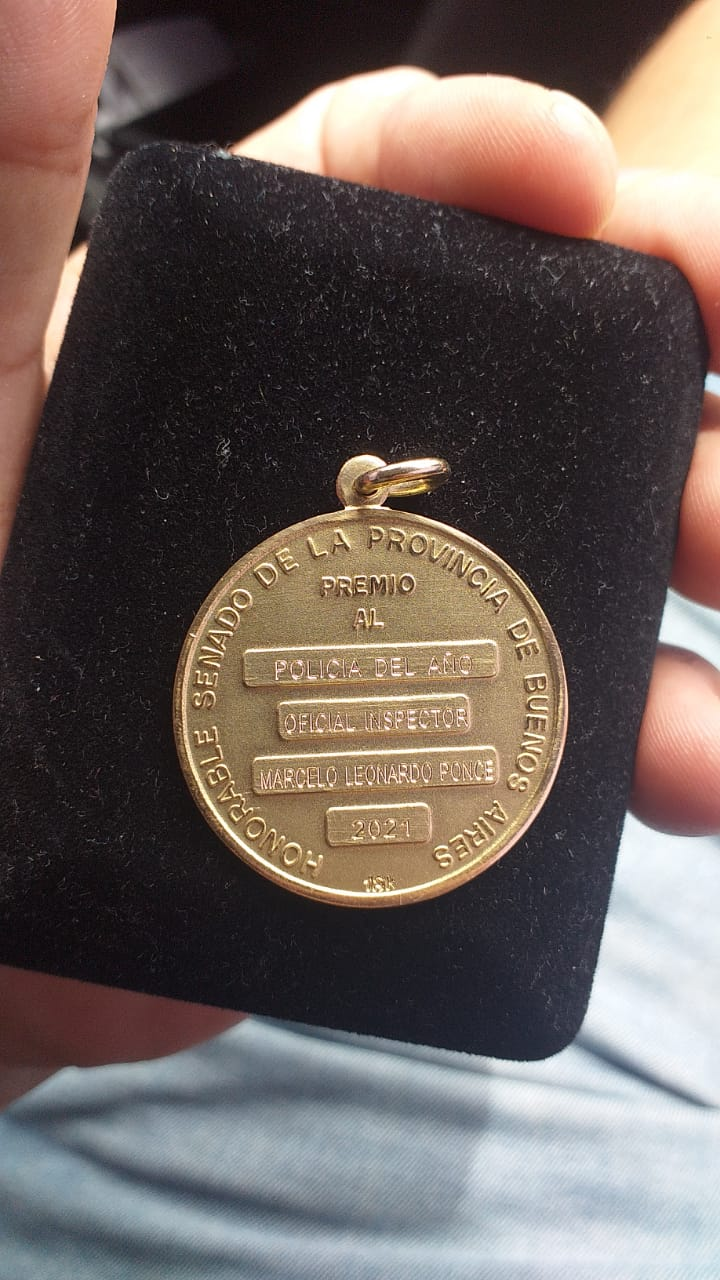 HONORABLE SENADO DE LA PROVINCIA DE BUENOS AIRES
PREMIO
AL
POLICIA DEL AÑO
OFICIAL INSPECTOR
MARCELO LEONARDO PONCE
2021